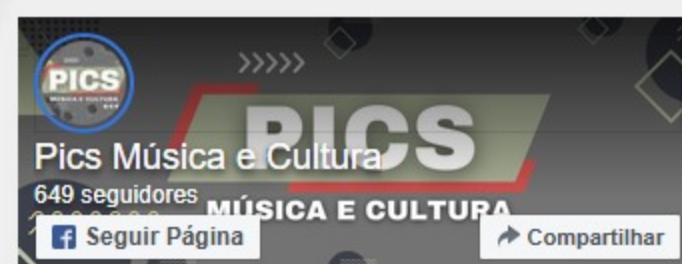 PICS
MÚSICA E CULTURA
PICS
Pics Música e Cultura
649 seguidores
MÚSICA E CULTURA
Seguir Página
Compartilhar